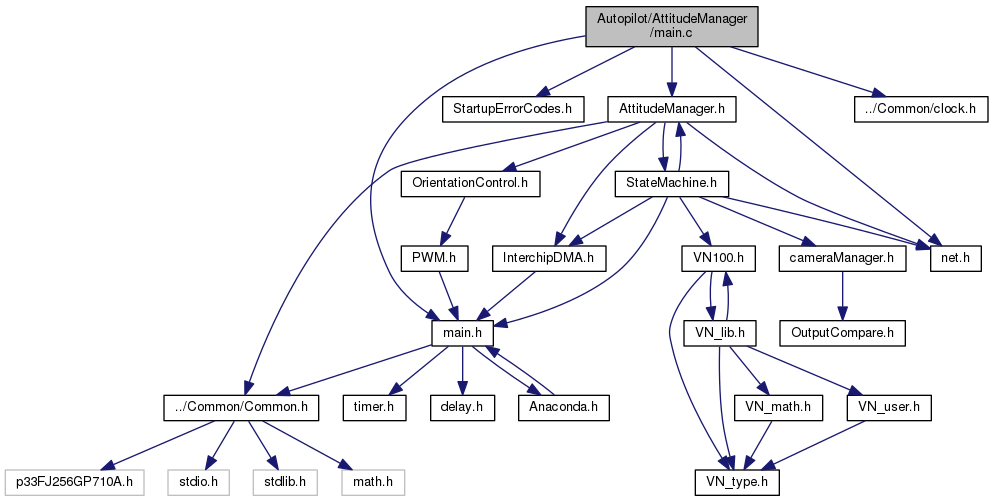 Autopilot/AttitudeManager
/main.c
StartupErrorCodes.h
AttitudeManager.h
../Common/clock.h
OrientationControl.h
StateMachine.h
PWM.h
InterchipDMA.h
VN100.h
cameraManager.h
net.h
main.h
VN_lib.h
OutputCompare.h
../Common/Common.h
timer.h
delay.h
Anaconda.h
VN_math.h
VN_user.h
p33FJ256GP710A.h
stdio.h
stdlib.h
math.h
VN_type.h